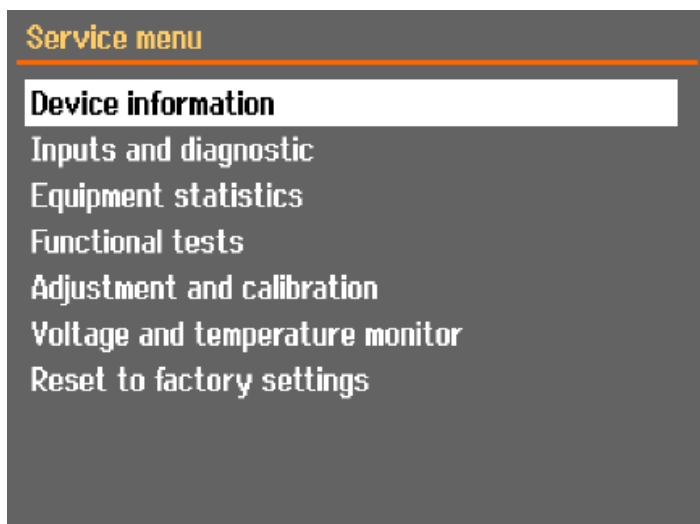 Service menu
Device information
Inputs and diagnostic
Equipment statistics
Functional tests
Adjustment and calibration
Voltage and temperature monitor
Reset to factory settings